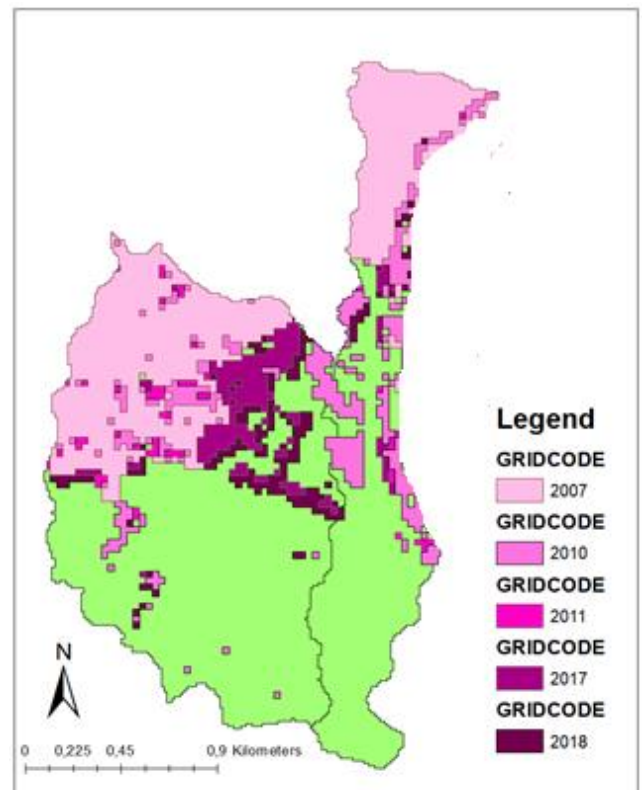 Legend
GRIDCODE
2007
GRIDCODE
2010
GRIDCODE
2011
GRIDCODE
2017
GRIDCODE
2018
N
0 0,225 0,45 0,9 Kilometers